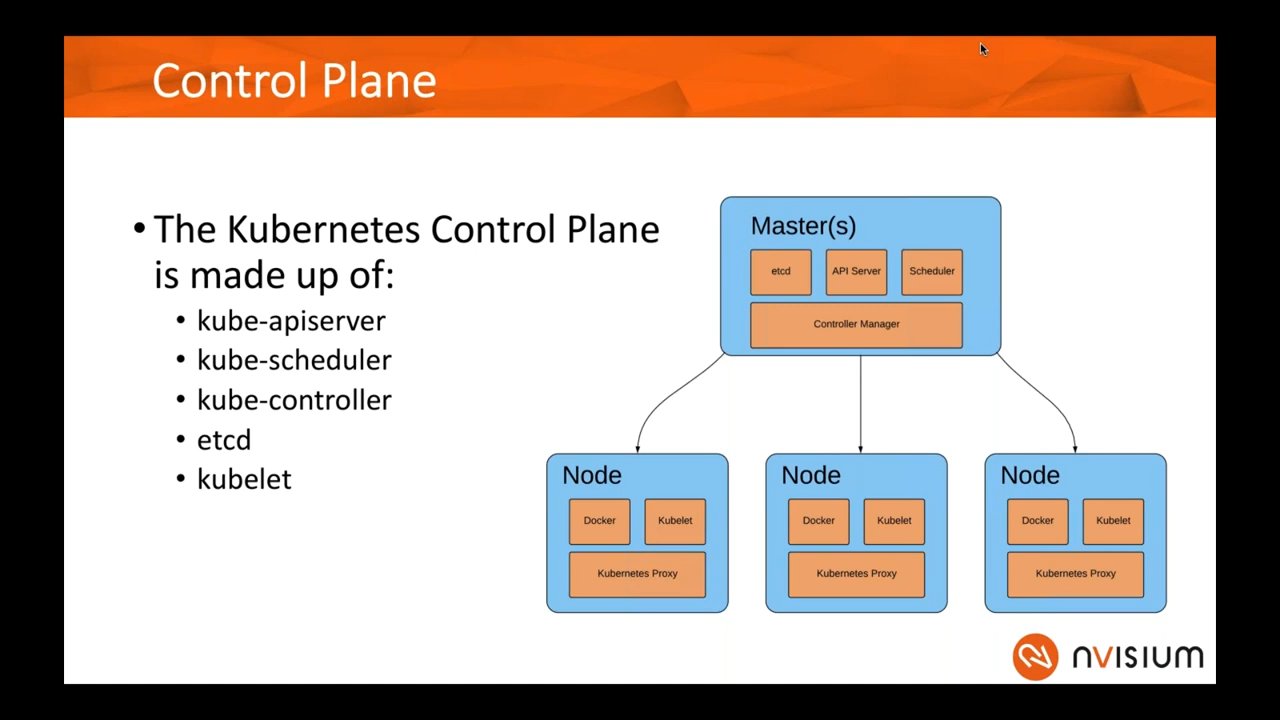 Control Plane
• The Kubernetes Control Plane
is made up of:
• kube-apiserver
• kube-scheduler
• kube-controller
• etcd
• kubelet
Master(s)
etcd
API Server
Scheduler
Controller Manager
Node
Docker
Kubelet
Kubernetes Proxy
Node
Docker
Kubelet
Kubernetes Proxy
Node
Docker
Kubelet
Kubernetes Proxy
nVISIUM